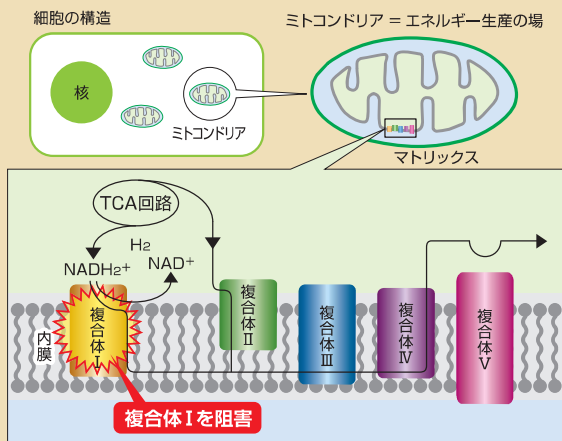 細胞の構造
ミトコンドリア = エネルギー生産の場
核
ミトコンドリア
マトリックス
TCA回路
H2
NADH2+
NAD+
内膜
複合体Ⅰ
複合体Ⅱ
複合体Ⅲ
複合体Ⅳ
複合体Ⅴ
複合体Ⅰを阻害